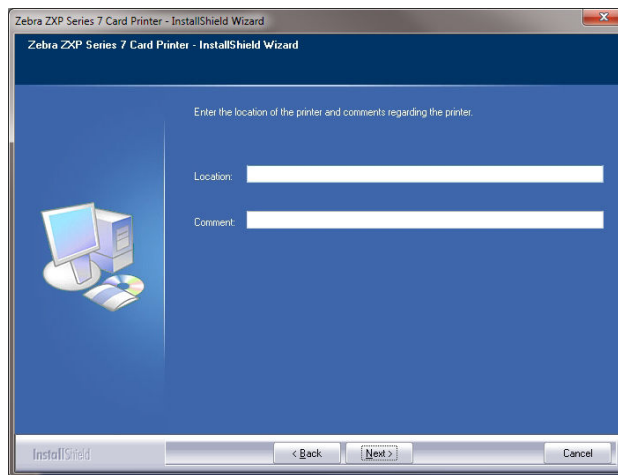 Zebra ZXP Series 7 Card Printer - InstallShield Wizard
Zebra ZXP Series 7 Card Printer - InstallShield Wizard
Enter the location of the printer and comments regarding the printer.
Location:
Comment:
InstallShield
< Back
Next >
Cancel